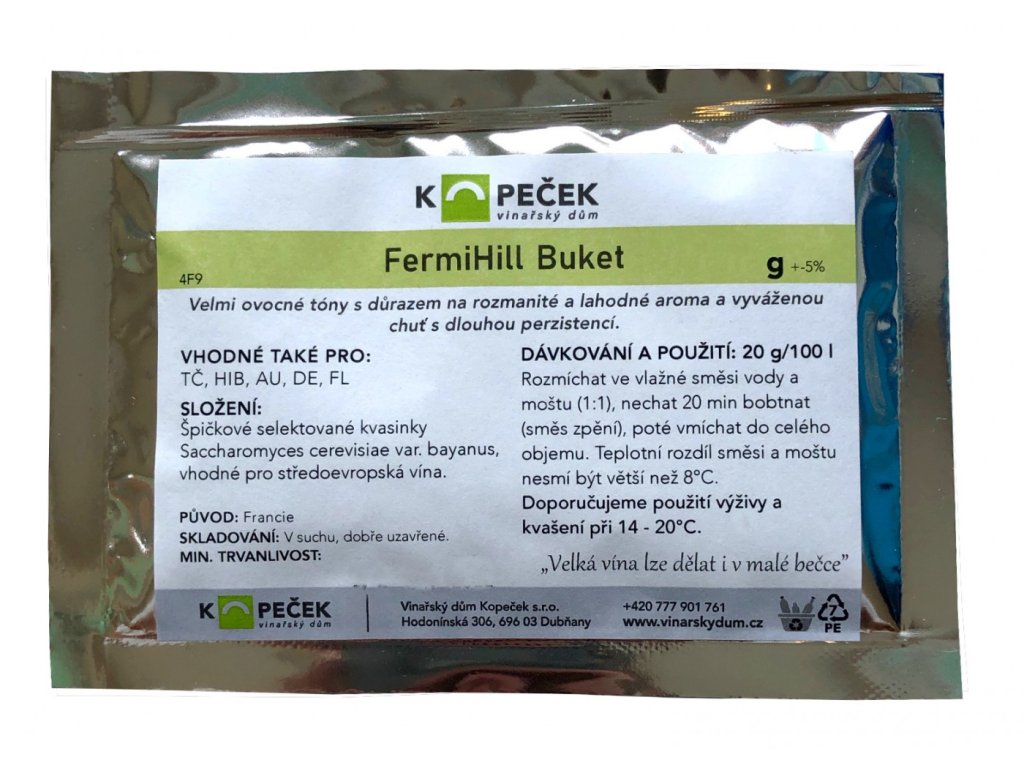 K PEČEK
vinařský dům
FermiHill Buket
4F9
g +-5%
Velmi ovocné tóny s důrazem na rozmanité a lahodné aroma a vyváženou
chuť s dlouhou perzistencí.
VHODNÉ TAKÉ PRO:
TČ, HIB, AU, DE, FL
SLOŽENÍ:
Špičkové selektované kvasinky
Saccharomyces cerevisiae var. bayanus,
vhodné pro středoevropská vína.
PŮVOD: Francie
SKLADOVÁNÍ: V suchu, dobře uzavřené.
MIN. TRVANLIVOST:
DÁVKOVÁNÍ A POUŽITÍ: 20 g/100 l
Rozmíchat ve vlažné směsi vody a
moštu (1:1), nechat 20 min bobtnat
(směs zpění), poté vmíchat do celého
objemu. Teplotní rozdíl směsi a moštu
nesmí být větší než 8°C.
Doporučujeme použití výživy a
kvašení při 14 - 20°C.
„Velká vína lze dělat i v malé bečce”
K PEČEK
vinařský dům
Vinařský dům Kopeček s.r.o.
Hodonínská 306, 696 03 Dubňany
+420 777 901 761
www.vinarskydum.cz
7
PE